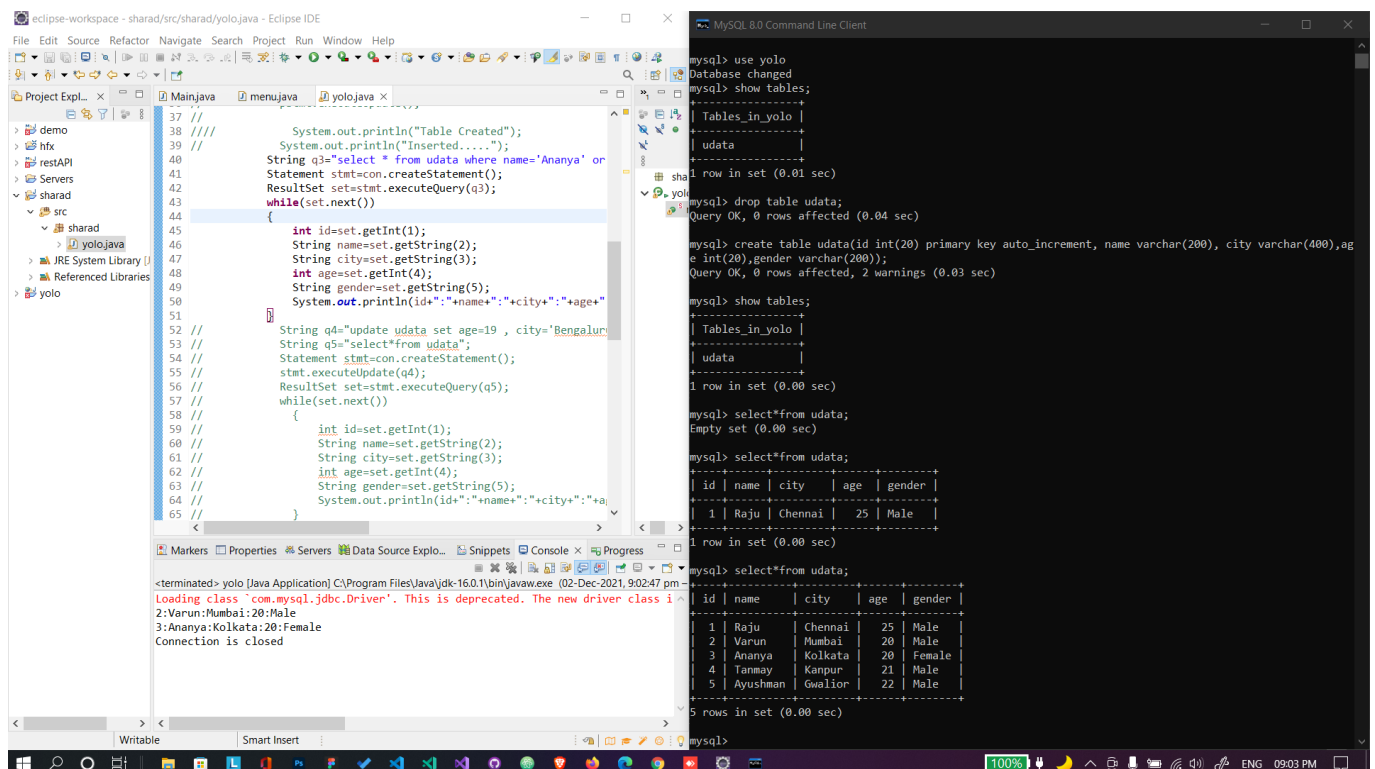 eclipse-workspace - sharad/src/sharad/yolo.java - Eclipse IDE
File Edit Source Refactor Navigate Search Project Run Window Help
Project Expl...
demo
hfx
restAPI
Servers
sharad
src
sharad
yolo.java
JRE System Library [J
Referenced Libraries
yolo
Main.java menu.java yolo.java
37 //
38 //// System.out.println("Table Created");
39 // System.out.println("Inserted.....");
40 String q3="select * from udata where name='Ananya' or
41 Statement stmt=con.createStatement();
42 ResultSet set=stmt.executeQuery(q3);
43 while(set.next())
44 {
45 int id=set.getInt(1);
46 String name=set.getString(2);
47 String city=set.getString(3);
48 int age=set.getInt(4);
49 String gender=set.getString(5);
50 System.out.println(id+":"+name+":"+city+":"+age+"
51 }
52 // String q4="update udata set age=19 , city='Bengalur
53 // String q5="select*from udata";
54 // Statement stmt=con.createStatement();
55 // stmt.executeUpdate(q4);
56 // ResultSet set=stmt.executeQuery(q5);
57 // while(set.next())
58 // {
59 // int id=set.getInt(1);
60 // String name=set.getString(2);
61 // String city=set.getString(3);
62 // int age=set.getInt(4);
63 // String gender=set.getString(5);
64 // System.out.println(id+":"+name+":"+city+":"+a
65 // }
sha
yol
Markers Properties Servers Data Source Explo... Snippets Console Progress
<terminated> yolo [Java Application] C:\Program Files\Java\jdk-16.0.1\bin\javaw.exe (02-Dec-2021, 9:02:47 pm –
Loading class `com.mysql.jdbc.Driver'. This is deprecated. The new driver class i
2:Varun:Mumbai:20:Male
3:Ananya:Kolkata:20:Female
Connection is closed
Writable Smart Insert
MySQL 8.0 Command Line Client
mysql> use yolo
Database changed
mysql> show tables;
+----------------+
| Tables_in_yolo |
+----------------+
| udata |
+----------------+
1 row in set (0.01 sec)
mysql> drop table udata;
Query OK, 0 rows affected (0.04 sec)
mysql> create table udata(id int(20) primary key auto_increment, name varchar(200), city varchar(400),ag
e int(20),gender varchar(200));
Query OK, 0 rows affected, 2 warnings (0.03 sec)
mysql> show tables;
+----------------+
| Tables_in_yolo |
+----------------+
| udata |
+----------------+
1 row in set (0.00 sec)
mysql> select*from udata;
Empty set (0.00 sec)
mysql> select*from udata;
+----+------+---------+------+--------+
| id | name | city | age | gender |
+----+------+---------+------+--------+
| 1 | Raju | Chennai | 25 | Male |
+----+------+---------+------+--------+
1 row in set (0.00 sec)
mysql> select*from udata;
+----+----------+---------+------+--------+
| id | name | city | age | gender |
+----+----------+---------+------+--------+
| 1 | Raju | Chennai | 25 | Male |
| 2 | Varun | Mumbai | 20 | Male |
| 3 | Ananya | Kolkata | 20 | Female |
| 4 | Tanmay | Kanpur | 21 | Male |
| 5 | Ayushman | Gwalior | 22 | Male |
+----+----------+---------+------+--------+
5 rows in set (0.00 sec)
mysql>
100% ENG 09:03 PM